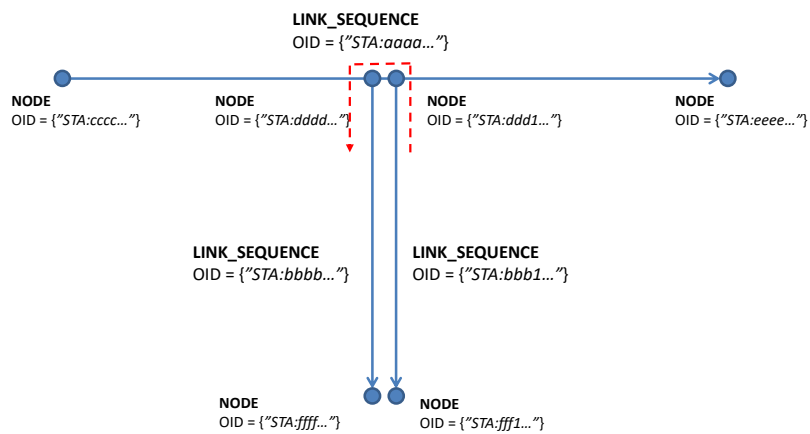 LINK_SEQUENCE
OID = {"STA:aaaa…"}
NODE
OID = {"STA:cccc…"}
NODE
OID = {"STA:dddd…"}
NODE
OID = {"STA:ddd1…"}
NODE
OID = {"STA:eeee…"}
LINK_SEQUENCE
OID = {"STA:bbbb…"}
LINK_SEQUENCE
OID = {"STA:bbb1…"}
NODE
OID = {"STA:ffff…"}
NODE
OID = {"STA:fff1…"}